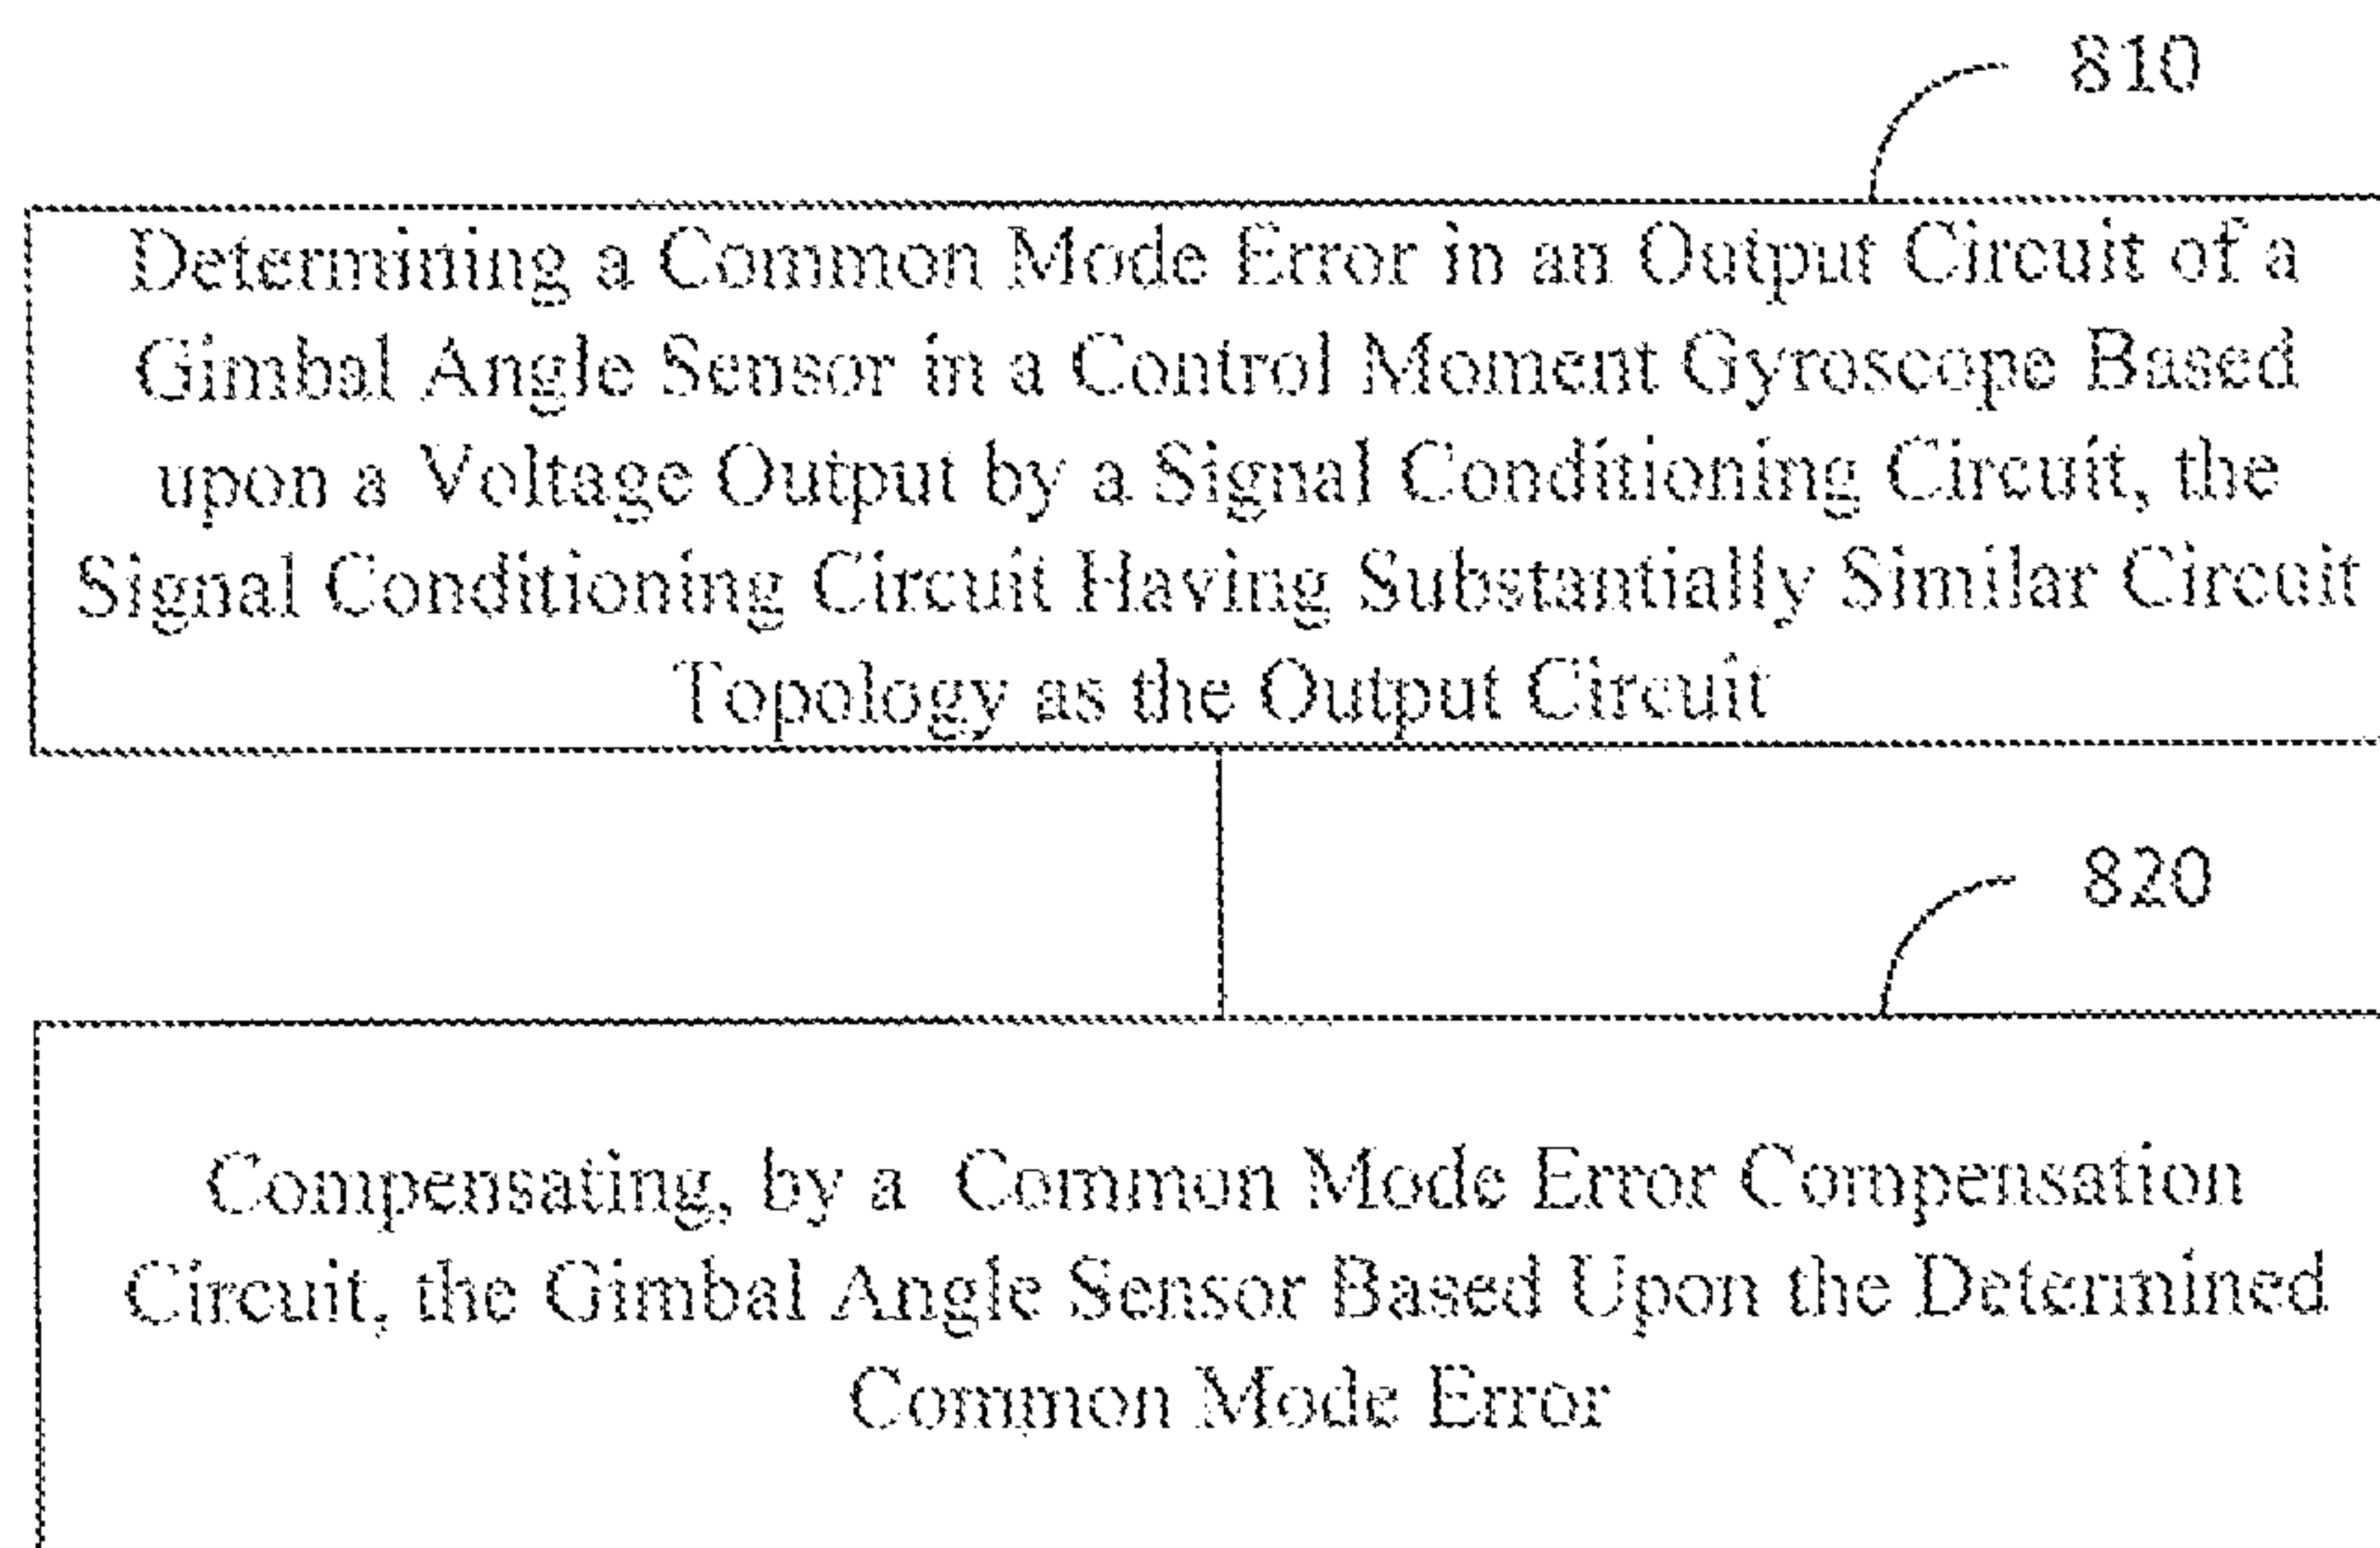 810
Determining a Common Mode Error in an Output Circuit of a
Gimbal Angle Sensor in a Control Moment Gyroscope Based
upon a Voltage Output by a Signal Conditioning Circuit, the
Signal Conditioning Circuit Having Substantially Similar Circuit
Topology as the Output Circuit
820
Compensating, by a Common Mode Error Compensation
Circuit, the Gimbal Angle Sensor Based Upon the Determined
Common Mode Error